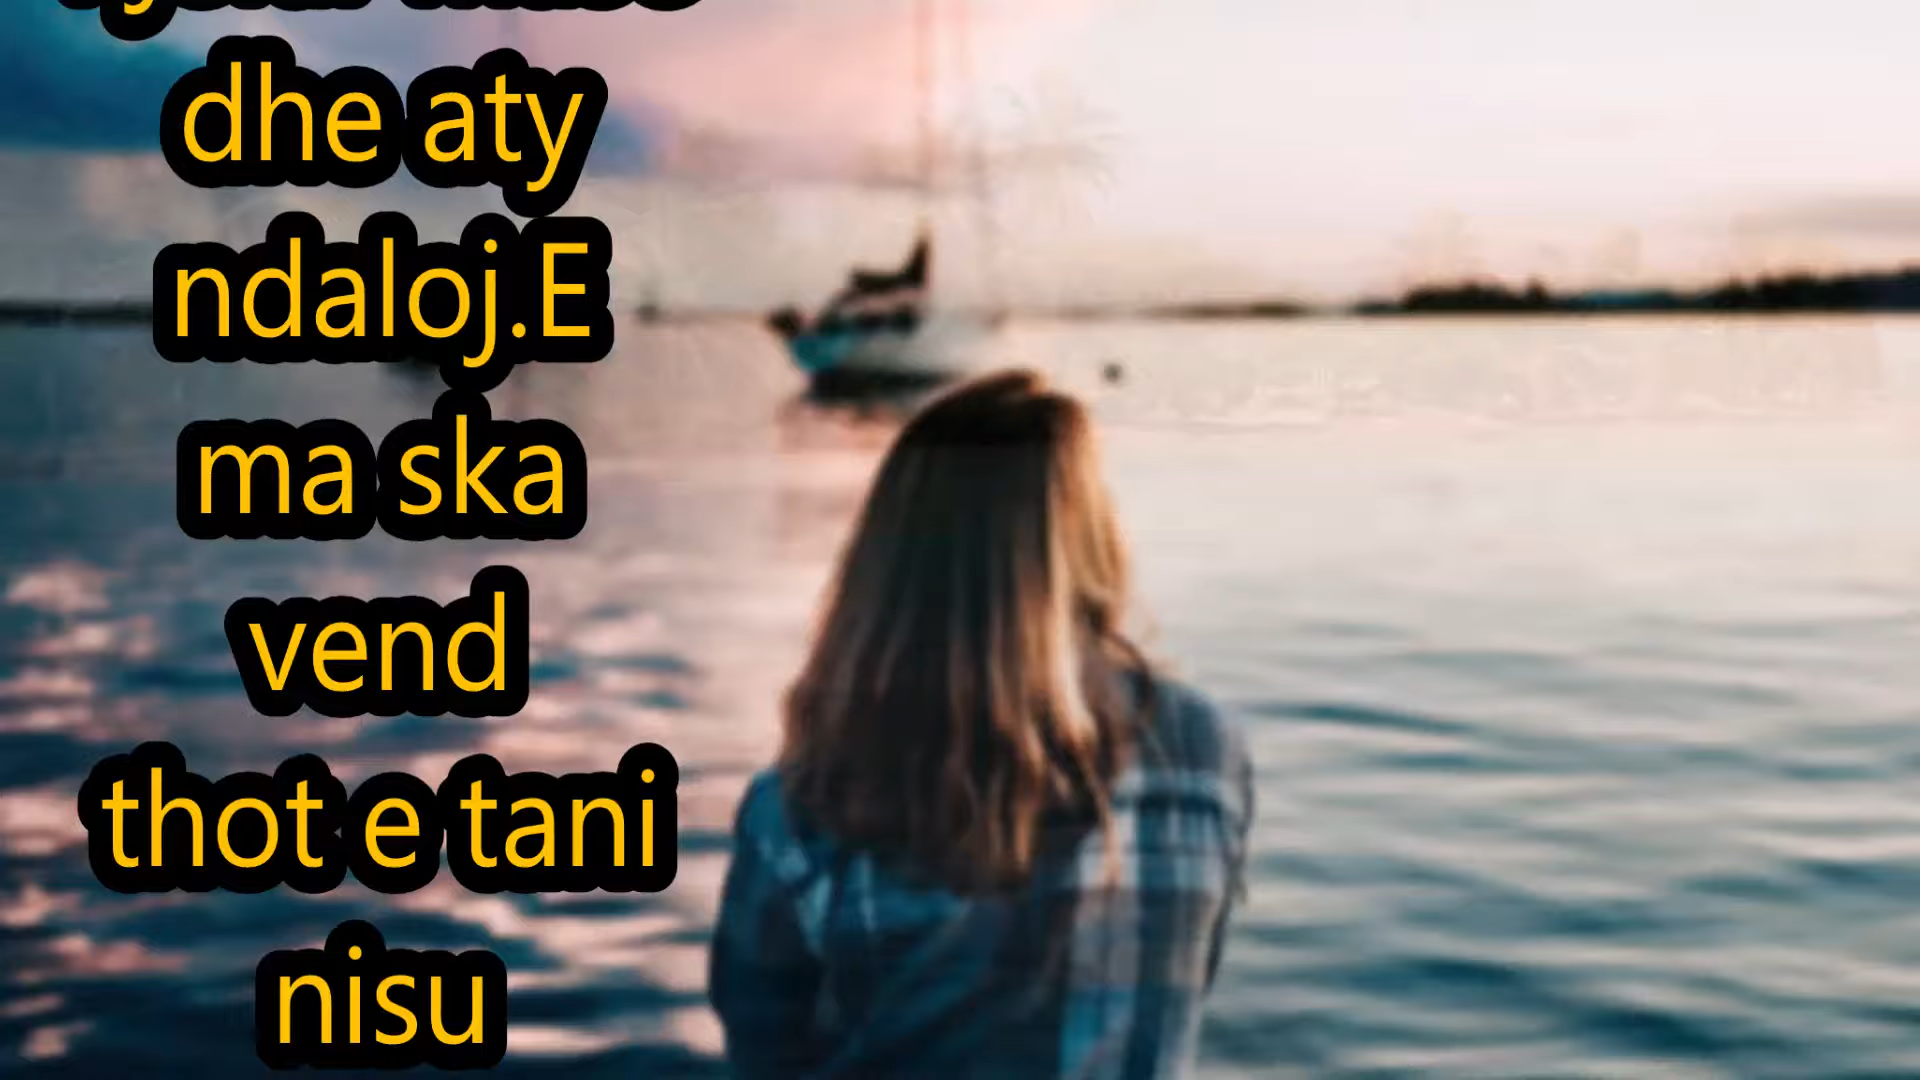 dhe aty
ndaloj.E
ma ska
vend
thot e tani
nisu